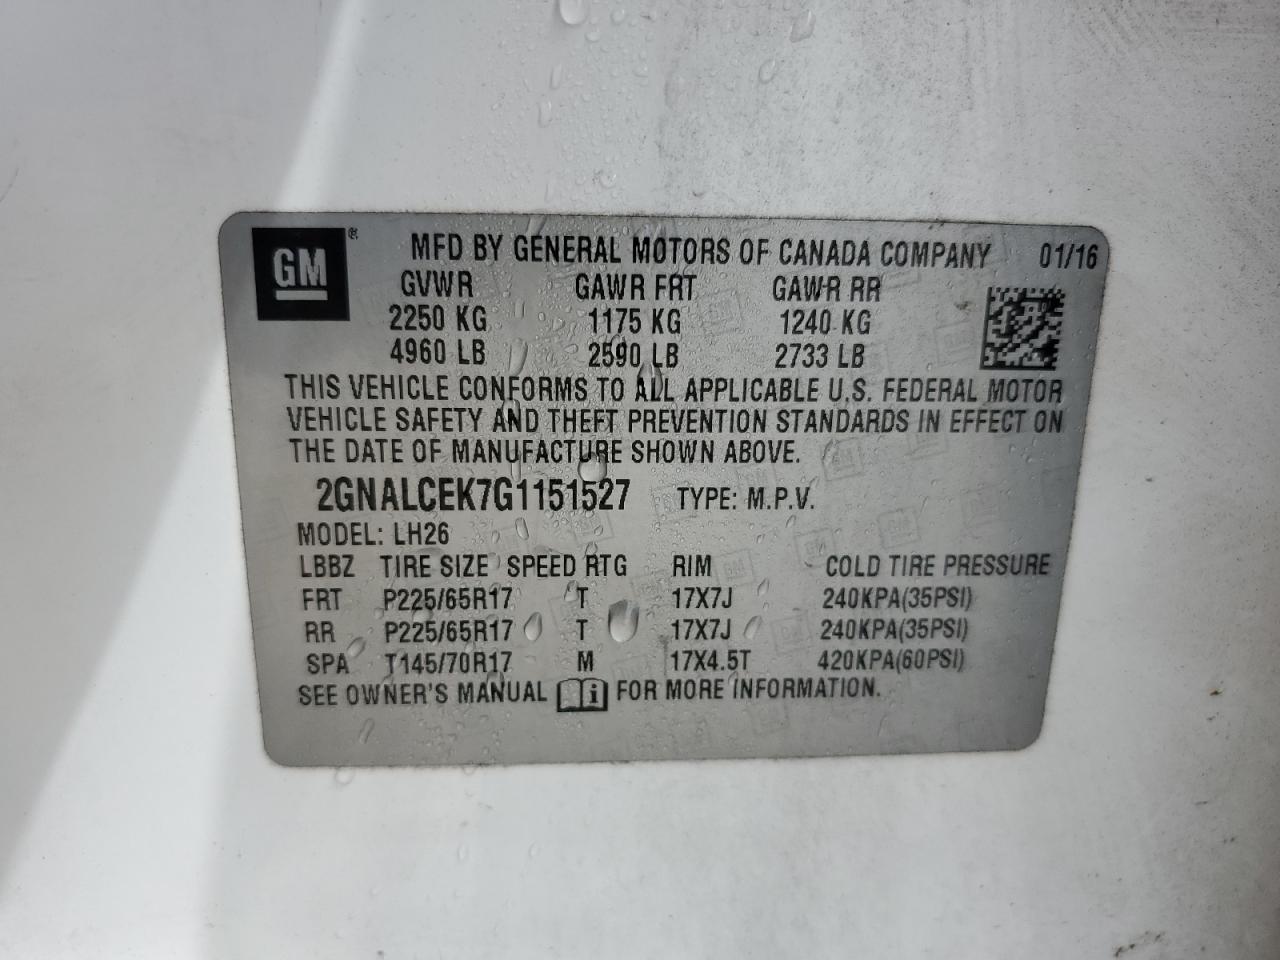 GM ® MFD BY GENERAL MOTORS OF CANADA COMPANY 01/16
GVWR GAWR FRT GAWR RR
2250 KG 1175 KG 1240 KG
4960 LB 2590 LB 2733 LB
THIS VEHICLE CONFORMS TO ALL APPLICABLE U.S. FEDERAL MOTOR
VEHICLE SAFETY AND THEFT PREVENTION STANDARDS IN EFFECT ON
THE DATE OF MANUFACTURE SHOWN ABOVE.
2GNALCEK7G1151527 TYPE: M.P.V.
MODEL: LH26
LBBZ TIRE SIZE SPEED RTG RIM COLD TIRE PRESSURE
FRT P225/65R17 T 17X7J 240KPA(35PSI)
RR P225/65R17 T 17X7J 240KPA(35PSI)
SPA T145/70R17 M 17X4.5T 420KPA(60PSI)
SEE OWNER'S MANUAL i FOR MORE INFORMATION.